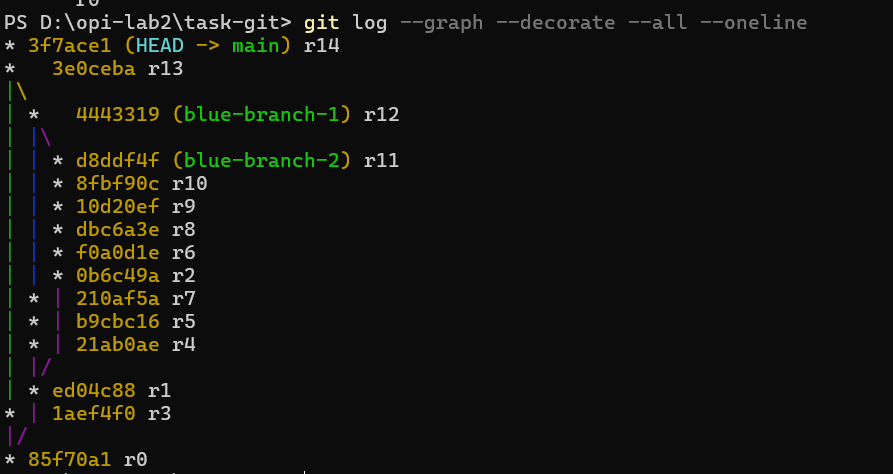 r0
PS D:\opi-lab2\task-git> git log --graph --decorate --all --oneline
* 3f7ace1 (HEAD -> main) r14
*   3e0ceba r13
|\
| *   4443319 (blue-branch-1) r12
| |\
| | * d8ddf4f (blue-branch-2) r11
| | * 8fbf90c r10
| | * 10d20ef r9
| | * dbc6a3e r8
| | * f0a0d1e r6
| | * 0b6c49a r2
| * | 210af5a r7
| * | b9cbc16 r5
| * | 21ab0ae r4
| |/
| * ed04c88 r1
* | 1aef4f0 r3
|/
* 85f70a1 r0